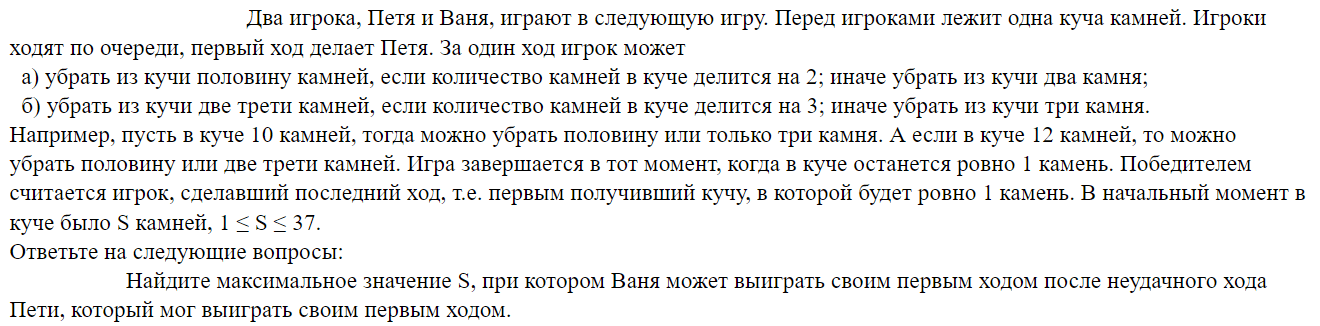 Два игрока, Петя и Ваня, играют в следующую игру. Перед игроками лежит одна куча камней. Игроки
ходят по очереди, первый ход делает Петя. За один ход игрок может
а) убрать из кучи половину камней, если количество камней в куче делится на 2; иначе убрать из кучи два камня;
б) убрать из кучи две трети камней, если количество камней в куче делится на 3; иначе убрать из кучи три камня.
Например, пусть в куче 10 камней, тогда можно убрать половину или только три камня. А если в куче 12 камней, то можно
убрать половину или две трети камней. Игра завершается в тот момент, когда в куче останется ровно 1 камень. Победителем
считается игрок, сделавший последний ход, т.е. первым получивший кучу, в которой будет ровно 1 камень. В начальный момент в
куче было S камней, 1 ≤ S ≤ 37.
Ответьте на следующие вопросы:
Найдите максимальное значение S, при котором Ваня может выиграть своим первым ходом после неудачного хода
Пети, который мог выиграть своим первым ходом.